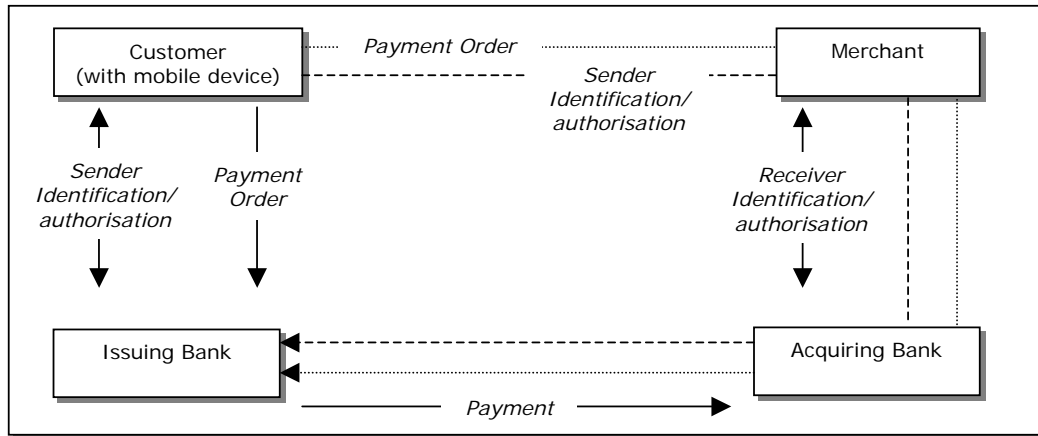 Customer
(with mobile device)
Payment Order
Merchant
Sender
Identification/
authorisation
Sender
Identification/
authorisation
Payment
Order
Receiver
Identification/
authorisation
Issuing Bank
Acquiring Bank
Payment